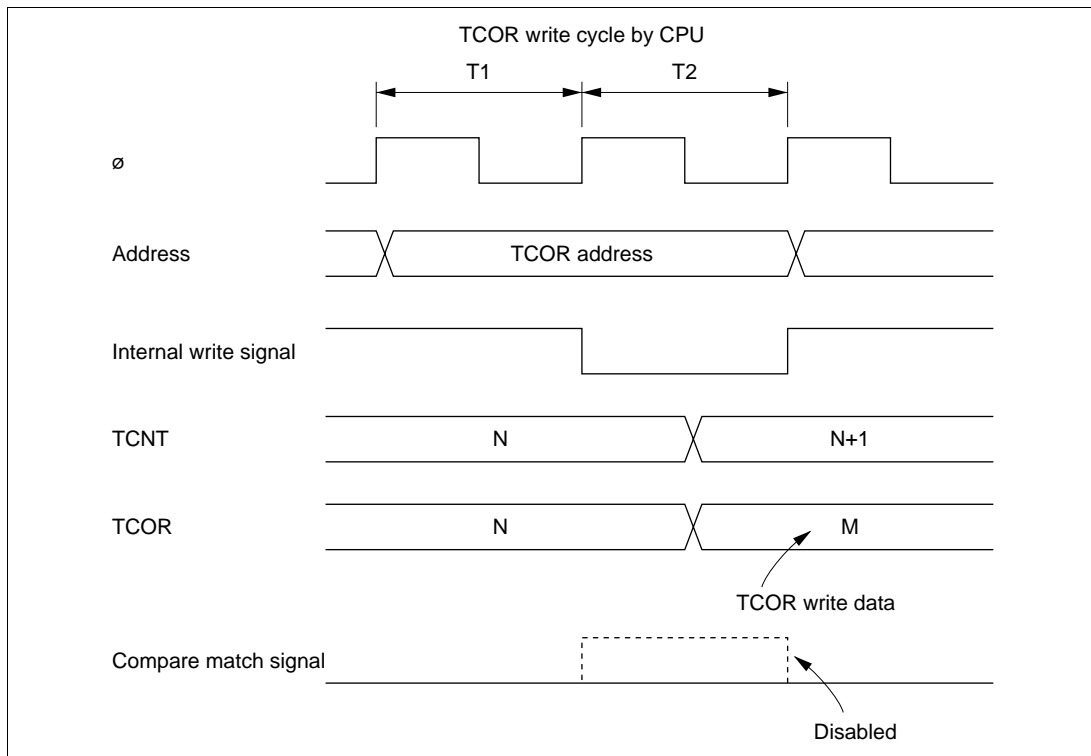 TCOR write cycle by CPU
T1 T2
ø
Address TCOR address
Internal write signal
TCNT N N+1
TCOR N M
TCOR write data
Compare match signal
Disabled